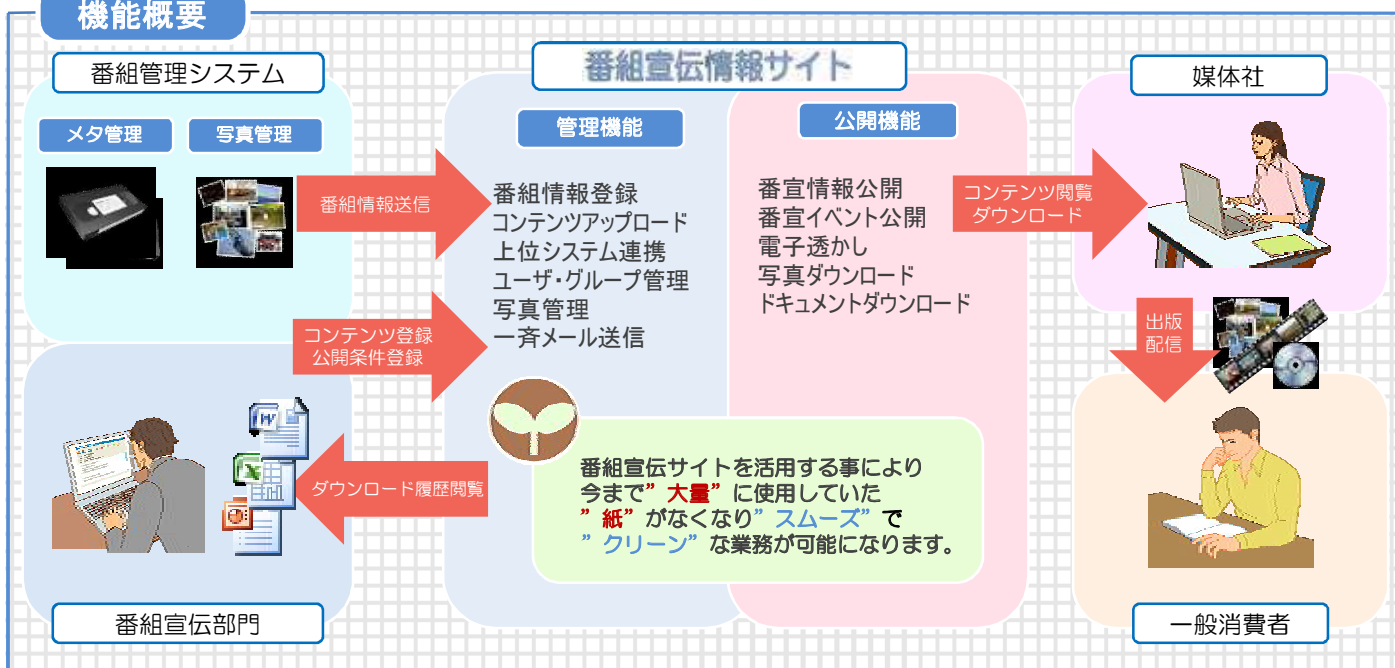 機能概要
番組管理システム
メタ管理
写真管理
番組情報送信
番組宣伝情報サイト
管理機能
番組情報登録
コンテンツアップロード
上位システム連携
ユーザ・グループ管理
写真管理
一斉メール送信
公開機能
番宣情報公開
番宣イベント公開
電子透かし
写真ダウンロード
ドキュメントダウンロード
コンテンツ閲覧
ダウンロード
媒体社
コンテンツ登録
公開条件登録
ダウンロード履歴閲覧
番組宣伝部門
番組宣伝サイトを活用する事により
今まで”大量”に使用していた
”紙”がなくなり”スムーズ”で
”クリーン”な業務が可能になります。
出版
配信
一般消費者